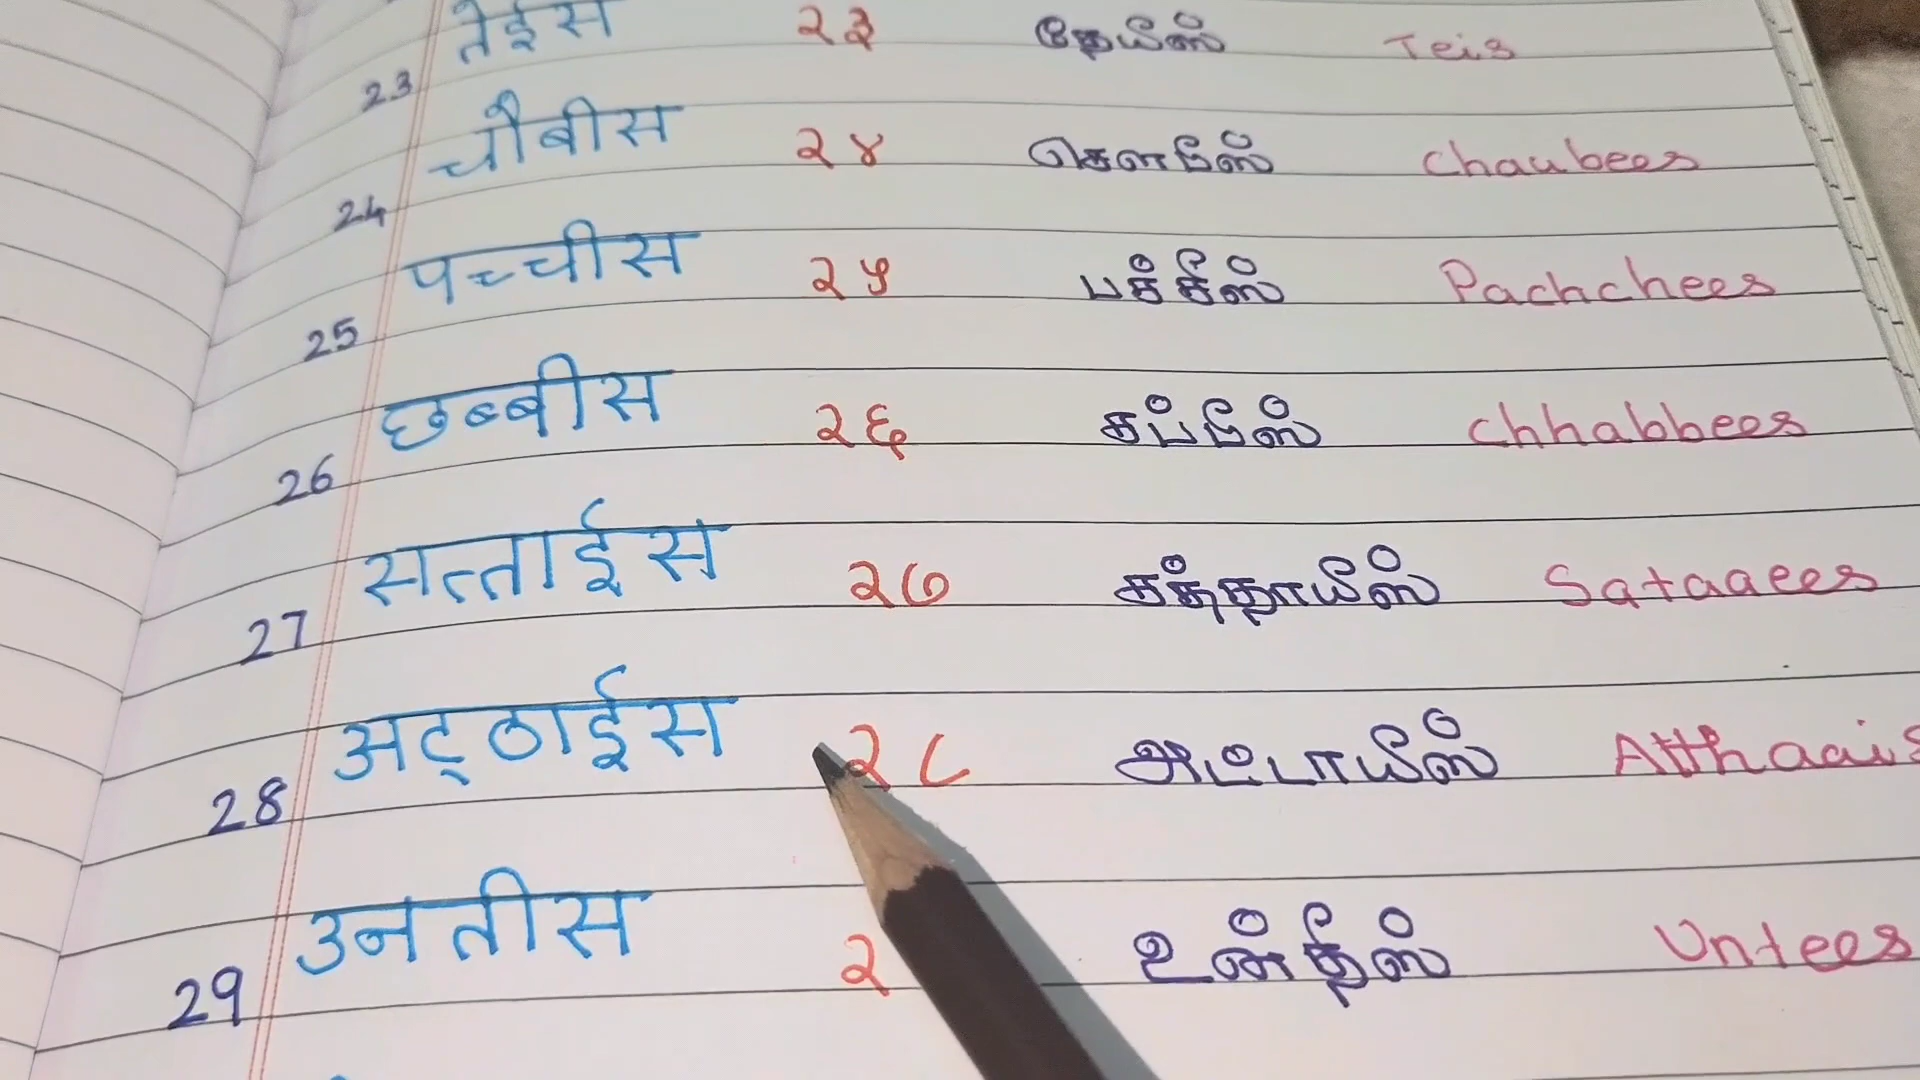 23 तेईस २३ தேயீஸ் Teis
24 चौबीस २४ சௌபீஸ் Chaubees
25 पच्चीस २५ பச்சீஸ் Pachchees
26 छब्बीस २६ சப்பீஸ் Chhabbees
27 सत्ताईस २७ சத்தாயீஸ் Sataaees
28 अट्ठाईस २८ அட்டாயீஸ் Atthaais
29 उनतीस २ உன்தீஸ் Untees